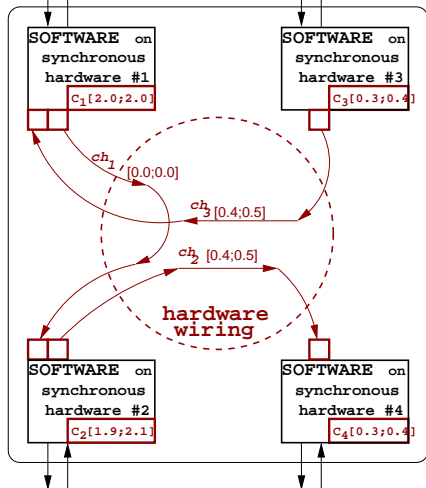 SOFTWARE on
synchronous
hardware #1
C1[2.0;2.0]
SOFTWARE on
synchronous
hardware #3
C3[0.3;0.4]
ch1 [0.0;0.0]
ch3 [0.4;0.5]
ch2 [0.4;0.5]
hardware
wiring
SOFTWARE on
synchronous
hardware #2
C2[1.9;2.1]
SOFTWARE on
synchronous
hardware #4
C4[0.3;0.4]